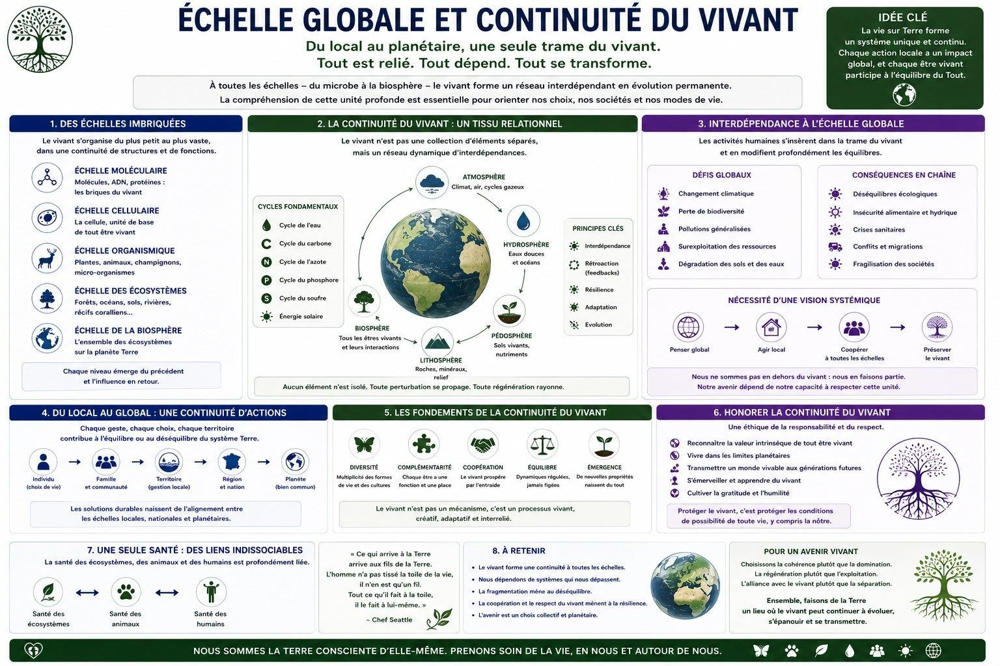 ÉCHELLE GLOBALE ET CONTINUITÉ DU VIVANT
Du local au planétaire, une seule trame du vivant.
Tout est relié. Tout dépend. Tout se transforme.
À toutes les échelles – du microbe à la biosphère – le vivant forme un réseau interdépendant en évolution permanente.
La compréhension de cette unité profonde est essentielle pour orienter nos choix, nos sociétés et nos modes de vie.
IDÉE CLÉ
La vie sur Terre forme
un système unique et continu.
Chaque action locale a un impact
global, et chaque être vivant
participe à l'équilibre du Tout.
1. DES ÉCHELLES IMBRIQUÉES
Le vivant s'organise du plus petit au plus vaste,
dans une continuité de structures et de fonctions.
ÉCHELLE MOLÉCULAIRE
Molécules, ADN, protéines :
les briques du vivant
ÉCHELLE CELLULAIRE
La cellule, unité de base
de tout être vivant
ÉCHELLE ORGANISMIQUE
Plantes, animaux, champignons,
micro-organismes
ÉCHELLE DES ÉCOSYSTÈMES
Forêts, océans, sols, rivières,
récifs coralliens...
ÉCHELLE DE LA BIOSPHÈRE
L'ensemble des écosystèmes
sur la planète Terre
Chaque niveau émerge du précédent
et l'influence en retour.
2. LA CONTINUITÉ DU VIVANT : UN TISSU RELATIONNEL
Le vivant n'est pas une collection d'éléments séparés,
mais un réseau dynamique d'interdépendances.
CYCLES FONDAMENTAUX
Cycle de l'eau
C Cycle du carbone
N Cycle de l'azote
P Cycle du phosphore
S Cycle du soufre
Énergie solaire
ATMOSPHÈRE
Climat, air, cycles gazeux
HYDROSPHÈRE
Eaux douces
et océans
PÉDOSPHÈRE
Sols vivants,
nutriments
LITHOSPHÈRE
Roches, minéraux,
relief
BIOSPHÈRE
Tous les êtres vivants
et leurs interactions
PRINCIPES CLÉS
Interdépendance
Rétroaction
(feedbacks)
Résilience
Adaptation
Evolution
Aucun élément n'est isolé. Toute perturbation se propage. Toute régénération rayonne.
3. INTERDÉPENDANCE À L'ÉCHELLE GLOBALE
Les activités humaines s'insèrent dans la trame du vivant
et en modifient profondément les équilibres.
DÉFIS GLOBAUX
Changement climatique
Perte de biodiversité
Pollutions généralisées
Surexploitation des ressources
Dégradation des sols et des eaux
CONSÉQUENCES EN CHAÎNE
Déséquilibres écologiques
Insécurité alimentaire et hydrique
Crises sanitaires
Conflits et migrations
Fragilisation des sociétés
NÉCESSITÉ D'UNE VISION SYSTÉMIQUE
Penser global
Agir local
Coopérer
à toutes les échelles
Préserver
le vivant
Nous ne sommes pas en dehors du vivant : nous en faisons partie.
Notre avenir dépend de notre capacité à respecter cette unité.
4. DU LOCAL AU GLOBAL : UNE CONTINUITÉ D'ACTIONS
Chaque geste, chaque choix, chaque territoire
contribue à l'équilibre ou au déséquilibre du système Terre.
Individu
(choix de vie)
Famille
et communauté
Territoire
(gestion locale)
Région
et nation
Planète
(bien commun)
Les solutions durables naissent de l'alignement entre
les échelles locales, nationales et planétaires.
5. LES FONDEMENTS DE LA CONTINUITÉ DU VIVANT
DIVERSITÉ
Multiplicité des formes
de vie et des cultures
COMPLÉMENTARITÉ
Chaque être a une
fonction et une place
COOPÉRATION
Le vivant prospère
par l'entraide
ÉQUILIBRE
Dynamiques régulées,
jamais figées
ÉMERGENCE
De nouvelles propriétés
naissent du tout
Le vivant n'est pas un mécanisme, c'est un processus vivant,
créatif, adaptatif et interrelié.
6. HONORER LA CONTINUITÉ DU VIVANT
Une éthique de la responsabilité et du respect.
Reconnaître la valeur intrinsèque de tout être vivant
Vivre dans les limites planétaires
Transmettre un monde vivable aux générations futures
S'émerveiller et apprendre du vivant
Cultiver la gratitude et l'humilité
Protéger le vivant, c'est protéger les conditions
de possibilité de toute vie, y compris la nôtre.
7. UNE SEULE SANTÉ : DES LIENS INDISSOCIABLES
La santé des écosystèmes, des animaux et des humains est profondément liée.
Santé des
écosystèmes
Santé des
animaux
Santé des
humains
« Ce qui arrive à la Terre
arrive aux fils de la Terre.
L'homme n'a pas tissé la toile de la vie,
il n'en est qu'un fil.
Tout ce qu'il fait à la toile,
il le fait à lui-même. »
– Chef Seattle
8. À RETENIR
• Le vivant forme une continuité à toutes les échelles.
• Nous dépendons de systèmes qui nous dépassent.
• La fragmentation mène au déséquilibre.
• La coopération et le respect du vivant mènent à la résilience.
• L'avenir est un choix collectif et planétaire.
POUR UN AVENIR VIVANT
Choisissons la cohérence plutôt que la domination.
La régénération plutôt que l'exploitation.
L'alliance avec le vivant plutôt que la séparation.
Ensemble, faisons de la Terre
un lieu où le vivant peut continuer à évoluer,
s'épanouir et se transmettre.
NOUS SOMMES LA TERRE CONSCIENTE D'ELLE-MÊME. PRENONS SOIN DE LA VIE, EN NOUS ET AUTOUR DE NOUS.